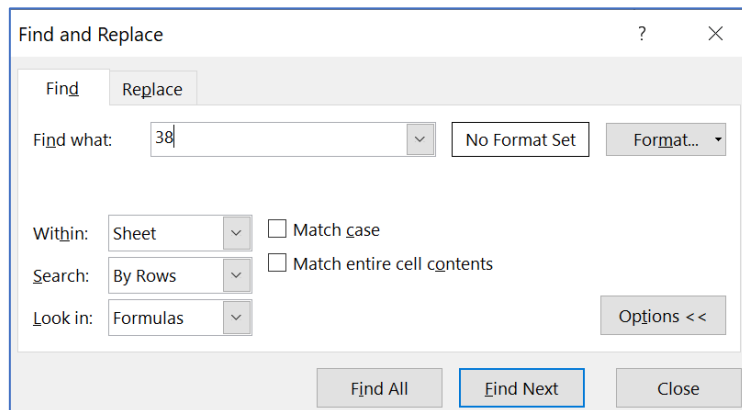 Find and Replace ?
Find Replace
Find what: 38 No Format Set Format...
Within: Sheet Match case
Search: By Rows Match entire cell contents
Look in: Formulas Options <<
Find All Find Next Close